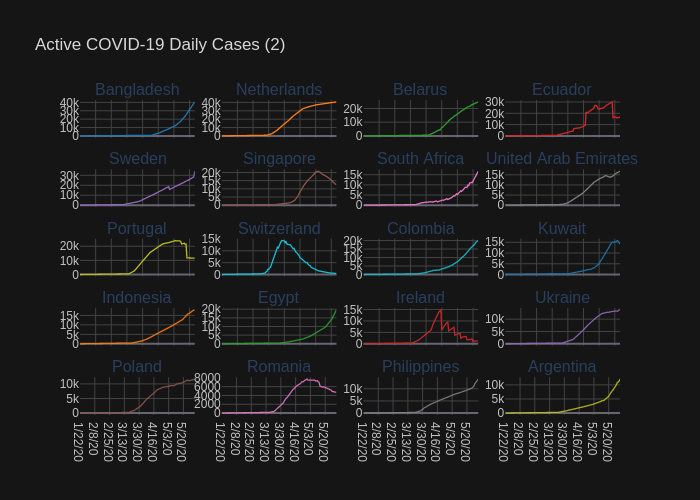 Active COVID-19 Daily Cases (2)
Bangladesh Netherlands Belarus Ecuador
40k 30k 20k 10k 0
40k 30k 20k 10k 0
20k 10k 0
30k 20k 10k 0
Sweden Singapore South Africa United Arab Emirates
30k 20k 10k 0
20k 15k 10k 5k 0
15k 10k 5k 0
15k 10k 5k 0
Portugal Switzerland Colombia Kuwait
20k 10k 0
15k 10k 5k 0
20k 15k 10k 5k 0
15k 10k 5k 0
Indonesia Egypt Ireland Ukraine
15k 10k 5k 0
20k 15k 10k 5k 0
15k 10k 5k 0
10k 5k 0
Poland Romania Philippines Argentina
10k 5k 0
8000 6000 4000 2000 0
10k 5k 0
10k 5k 0
1/22/20 2/8/20 2/25/20 3/13/20 3/30/20 4/16/20 5/3/20 5/20/20
1/22/20 2/8/20 2/25/20 3/13/20 3/30/20 4/16/20 5/3/20 5/20/20
1/22/20 2/8/20 2/25/20 3/13/20 3/30/20 4/16/20 5/3/20 5/20/20
1/22/20 2/8/20 2/25/20 3/13/20 3/30/20 4/16/20 5/3/20 5/20/20